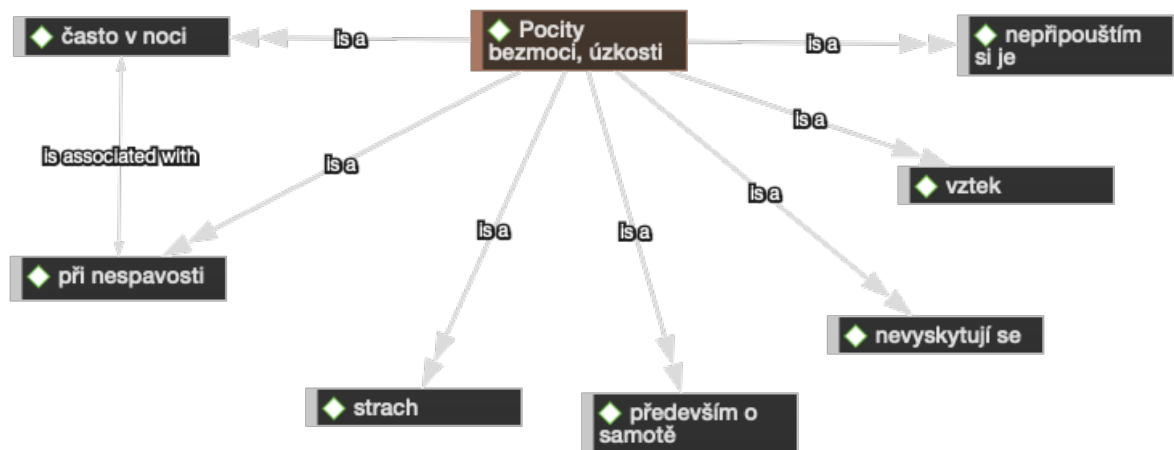 často v noci
is a
Pocity
bezmoci, úzkosti
is a
nepřipouštím
si je
is a
vztek
is associated with
is a
is a
is a
is a
při nespavosti
nevyskytují se
strach
především o
samotě